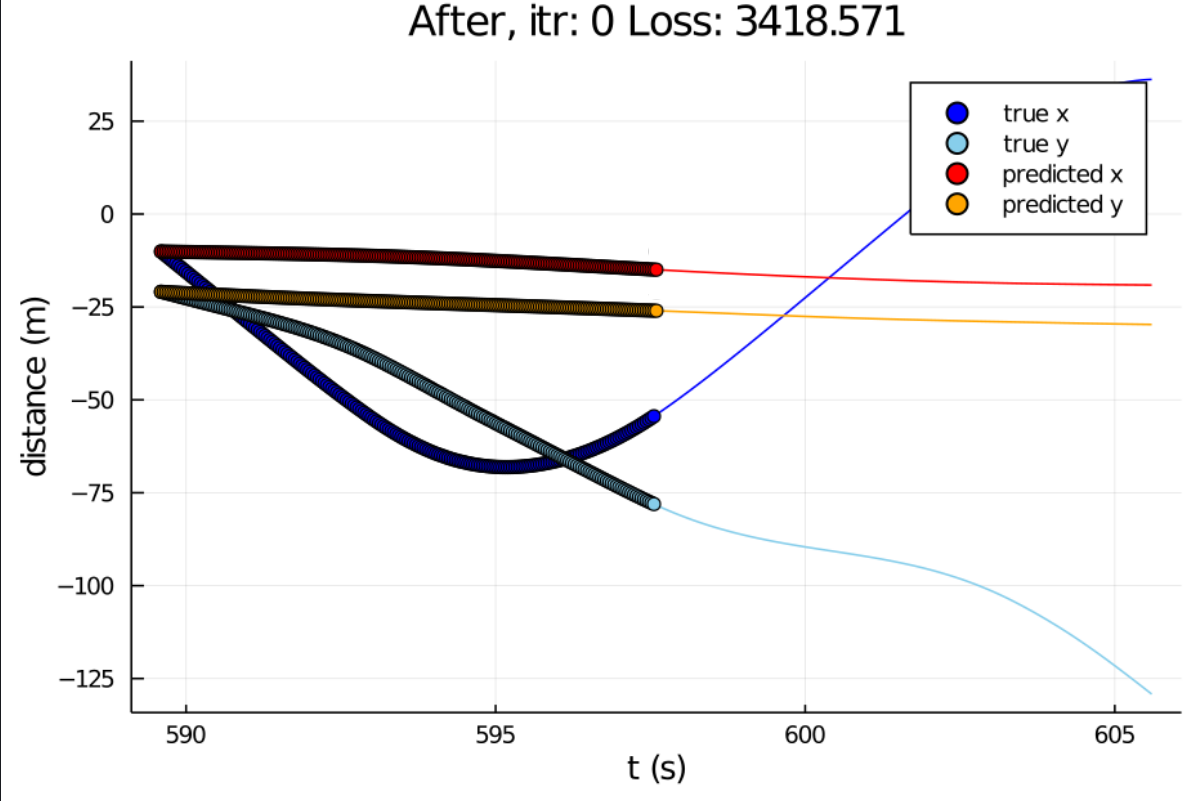 After, itr: 0 Loss: 3418.571
25
0
−25
−50
−75
−100
−125
distance (m)
590
595
600
605
t (s)
true x
true y
predicted x
predicted y